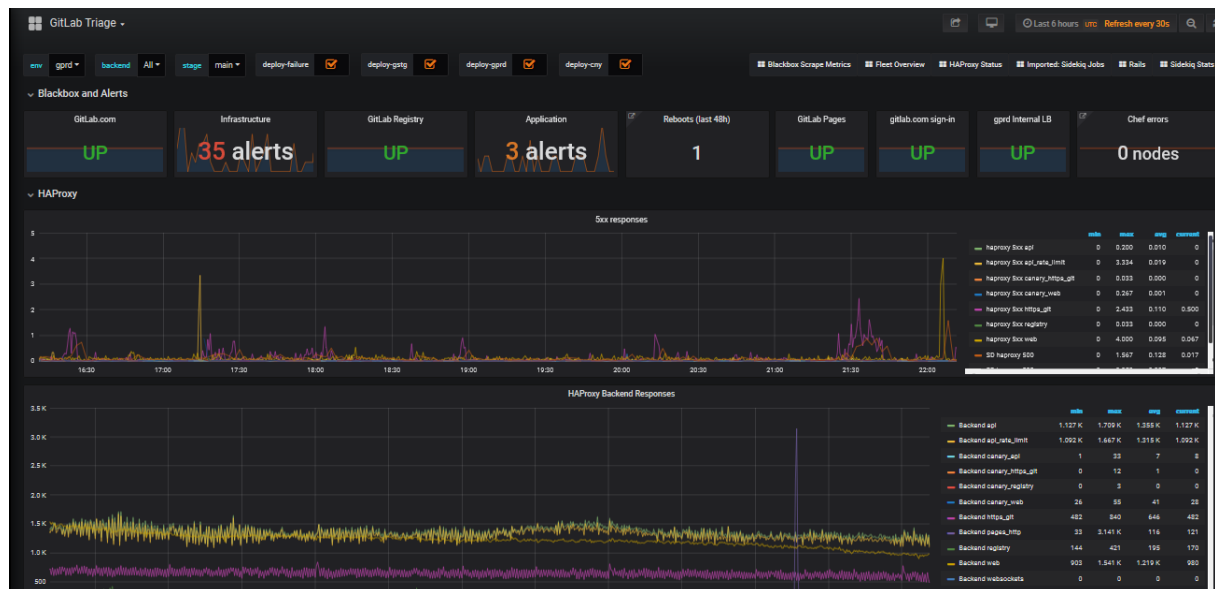 GitLab Triage
Last 6 hours UTC Refresh every 30s
env gprd backend All stage main deploy-failure deploy-gstg deploy-gprd deploy-cny Blackbox Scrape Metrics Fleet Overview HAProxy Status Imported: Sidekiq Jobs Rails Sidekiq Stats
Blackbox and Alerts
GitLab.com Infrastructure GitLab Registry Application Reboots (last 48h) GitLab Pages gitlab.com sign-in gprd Internal LB Chef errors
UP 35 alerts UP 3 alerts 1 UP UP UP 0 nodes
HAProxy
5xx responses
min max avg current
haproxy 5xx api 0 0.200 0.010 0
haproxy 5xx api_rate_limit 0 3.334 0.019 0
haproxy 5xx canary_https_git 0 0.033 0.000 0
haproxy 5xx canary_web 0 0.267 0.001 0
haproxy 5xx https_git 0 2.433 0.110 0.500
haproxy 5xx registry 0 0.033 0.000 0
haproxy 5xx web 0 4.000 0.095 0.067
SD haproxy 500 0 1.567 0.128 0.017
5
4
3
2
1
0
16:30 17:00 17:30 18:00 18:30 19:00 19:30 20:00 20:30 21:00 21:30 22:00
HAProxy Backend Responses
min max avg current
Backend api 1.127 K 1.709 K 1.355 K 1.127 K
Backend api_rate_limit 1.092 K 1.667 K 1.315 K 1.092 K
Backend canary_api 1 33 7 8
Backend canary_https_git 0 12 1 0
Backend canary_registry 0 3 0 0
Backend canary_web 26 55 41 28
Backend https_git 482 840 646 482
Backend pages_http 33 3.141 K 116 121
Backend registry 144 421 195 170
Backend web 903 1.541 K 1.219 K 980
Backend websockets 0 0 0 0
3.5 K
3.0 K
2.5 K
2.0 K
1.5 K
1.0 K
500